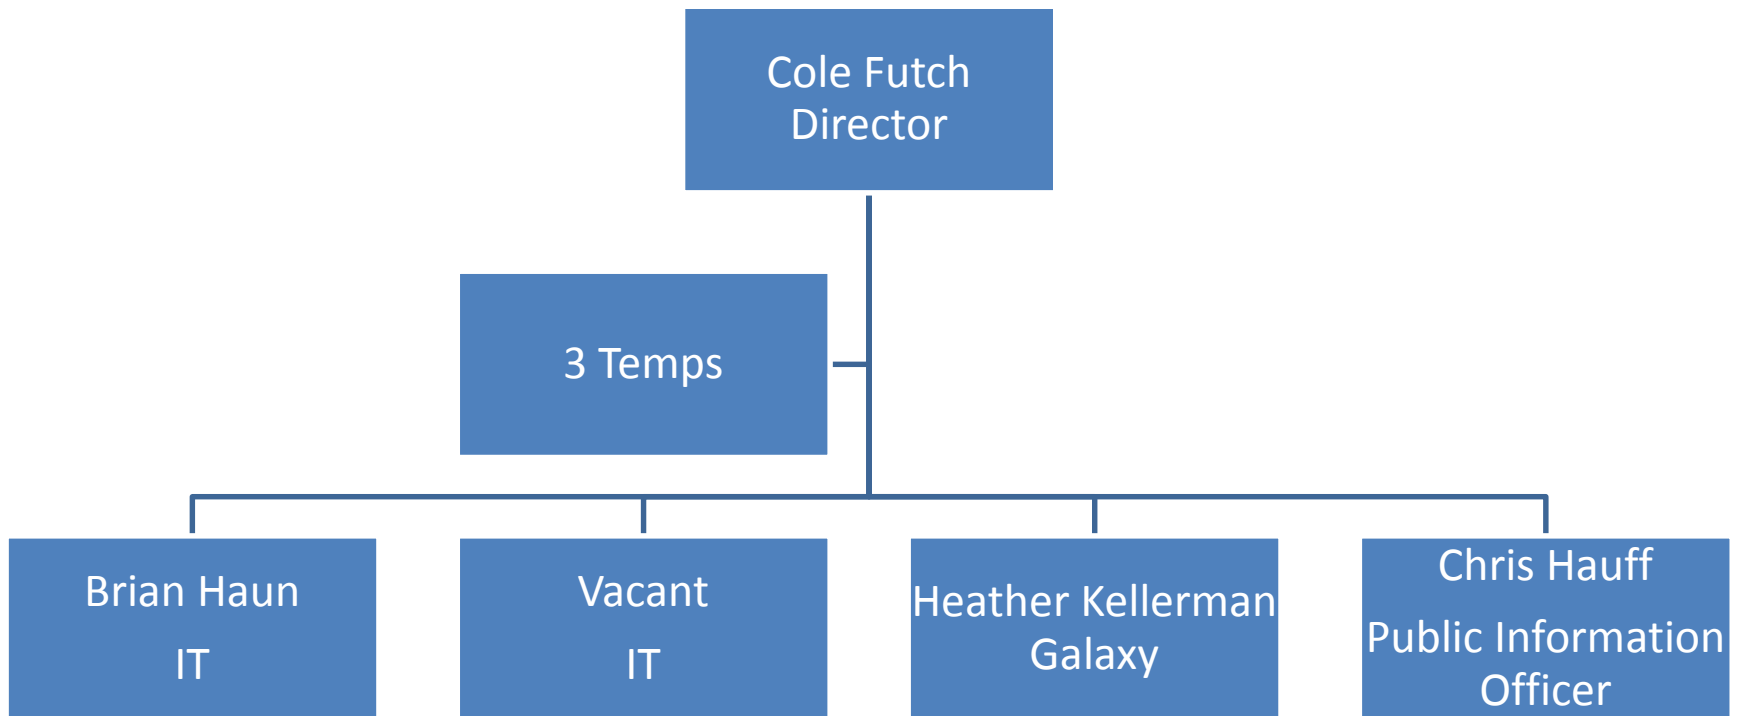 Cole Futch
Director
3 Temps
Brian Haun
IT
Vacant
IT
Heather Kellerman
Galaxy
Chris Hauff
Public Information
Officer